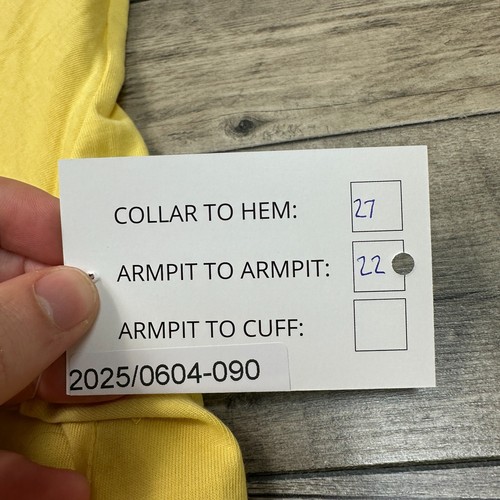 COLLAR TO HEM: 27
ARMPIT TO ARMPIT: 22
ARMPIT TO CUFF:
2025/0604-090